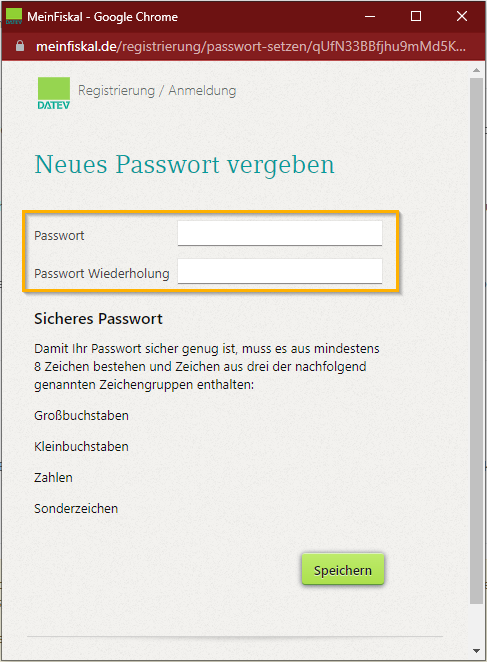 MeinFiskal - Google Chrome
meinfiskal.de/registrierung/passwort-setzen/qUfN33BBfjhu9mMd5K...
DATEV
Registrierung / Anmeldung
Neues Passwort vergeben
Passwort
Passwort Wiederholung
Sicheres Passwort
Damit Ihr Passwort sicher genug ist, muss es aus mindestens
8 Zeichen bestehen und Zeichen aus drei der nachfolgend
genannten Zeichengruppen enthalten:
Großbuchstaben
Kleinbuchstaben
Zahlen
Sonderzeichen
Speichern